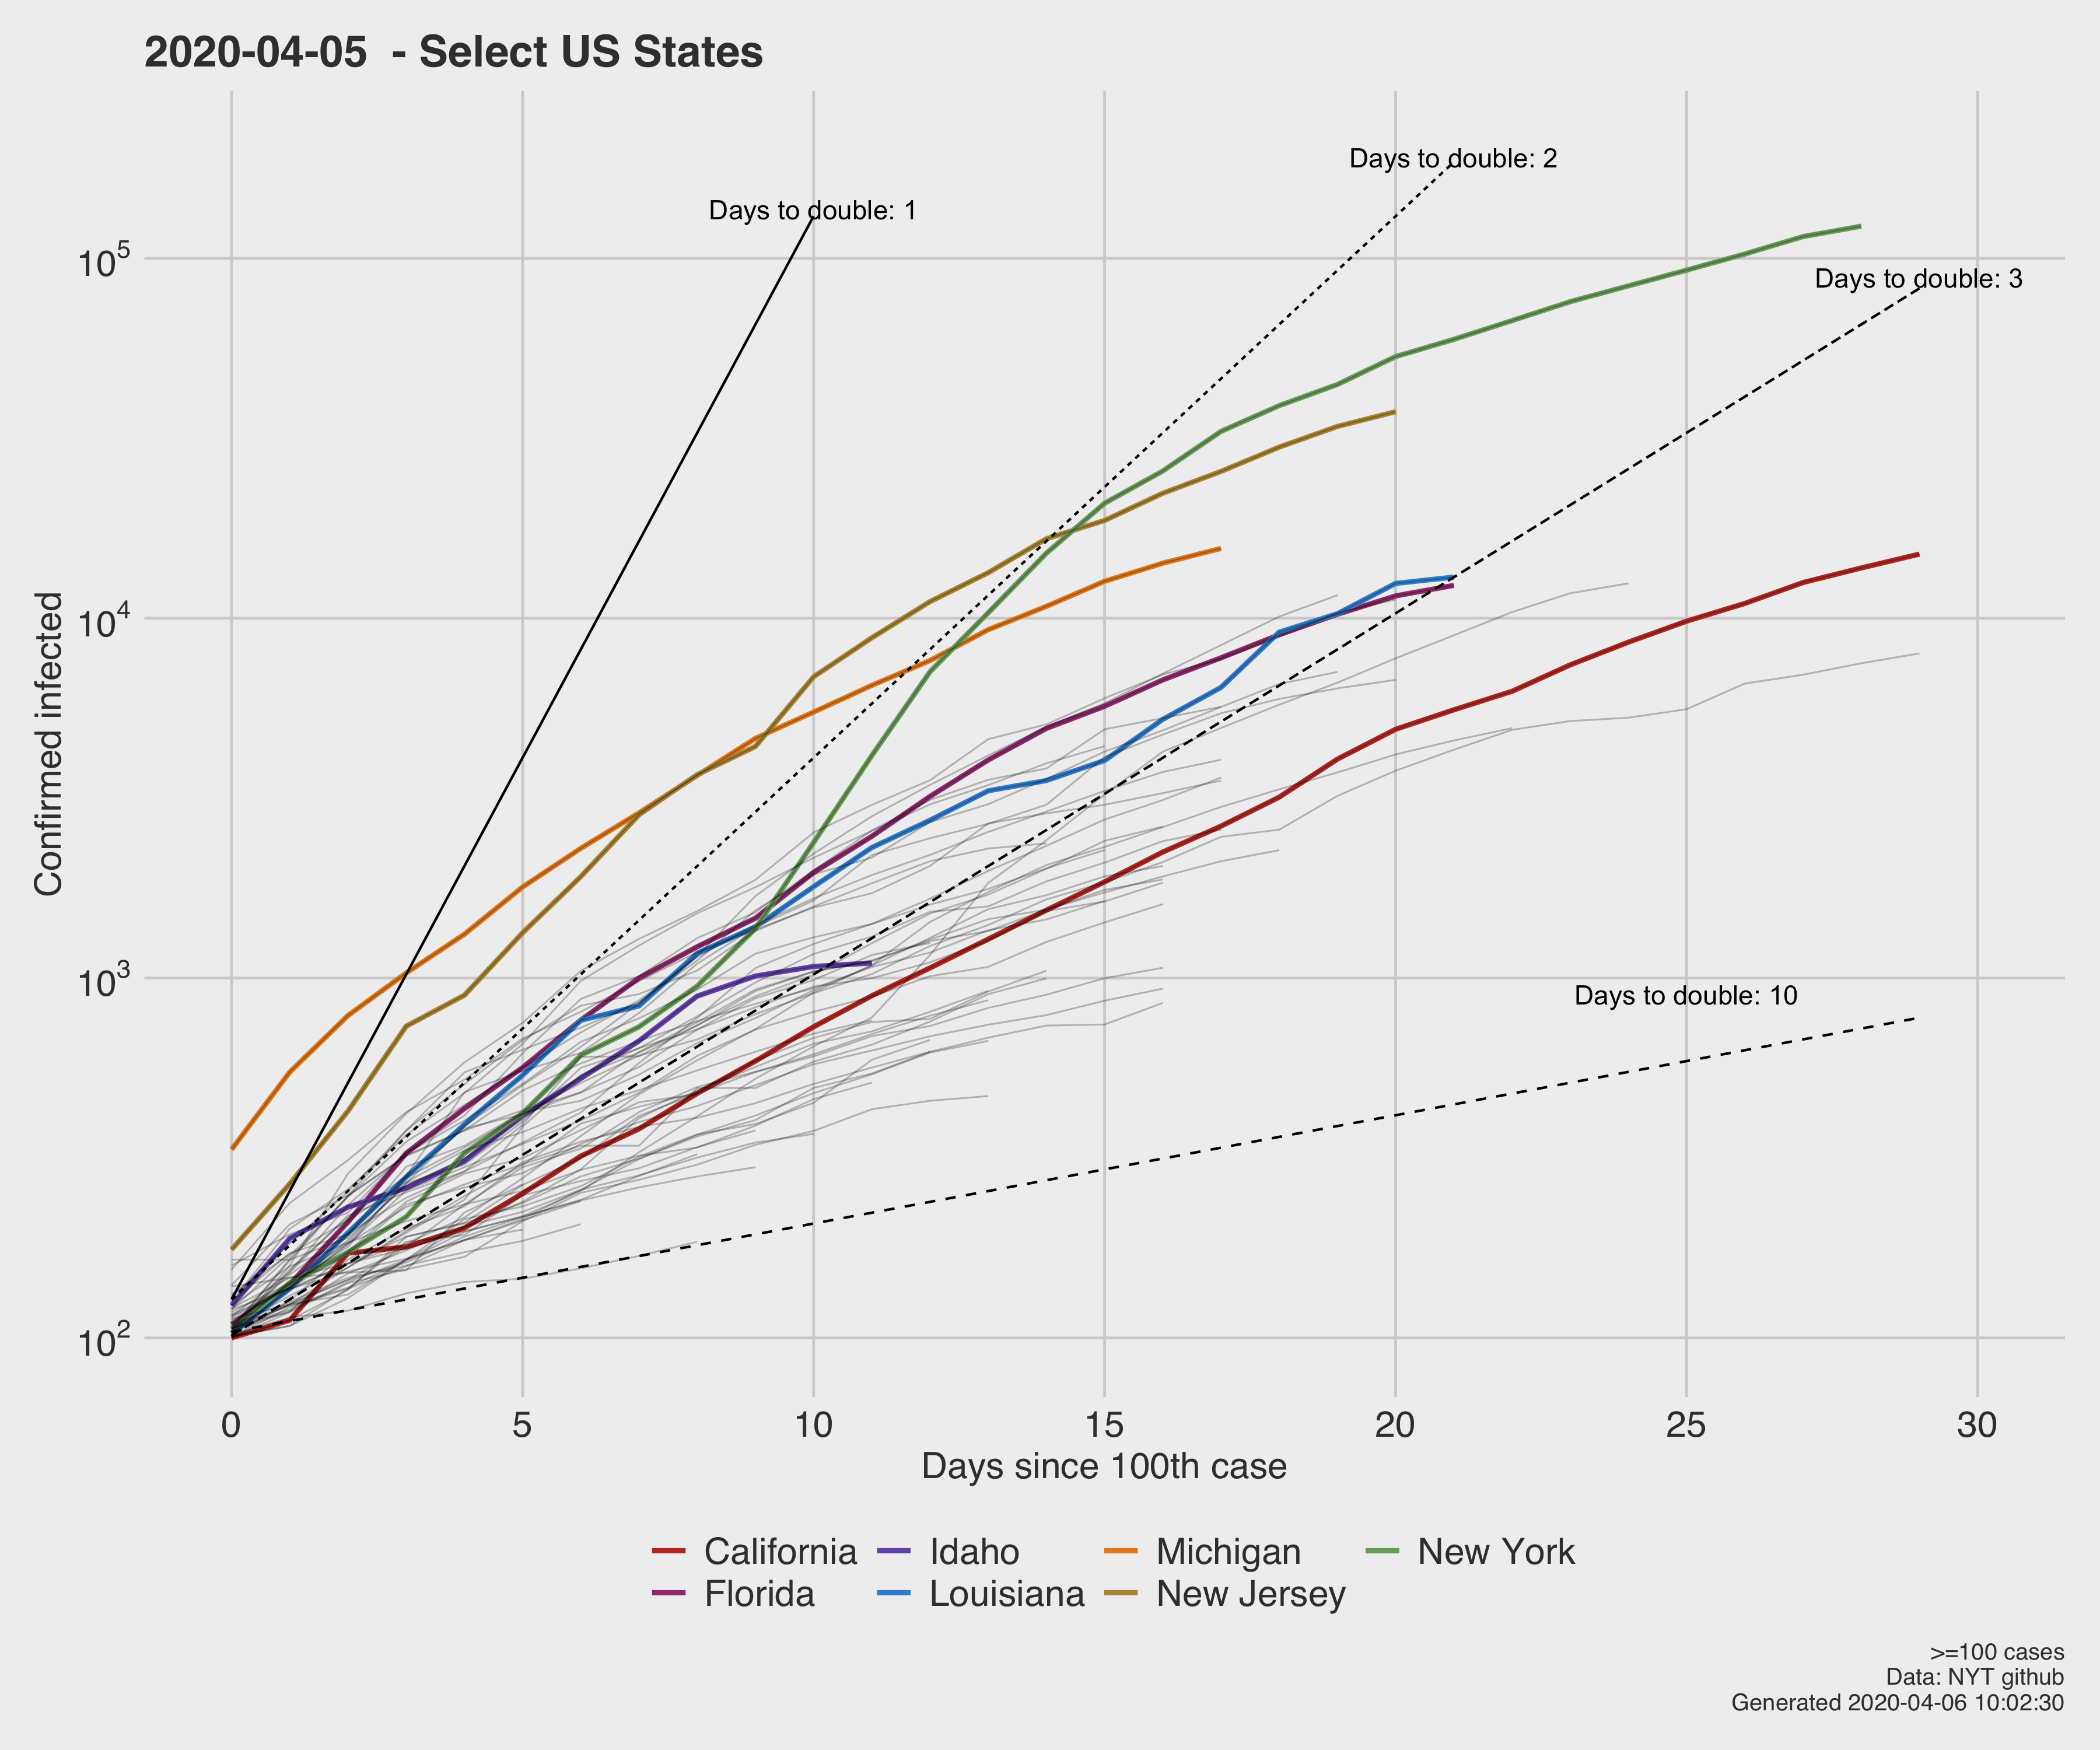 2020-04-05  - Select US States
Days to double: 2
Days to double: 1
Days to double: 3
Days to double: 10
Confirmed infected
10^5
10^4
10^3
10^2
0 5 10 15 20 25 30
Days since 100th case
California Idaho Michigan New York
Florida Louisiana New Jersey
>=100 cases
Data: NYT github
Generated 2020-04-06 10:02:30